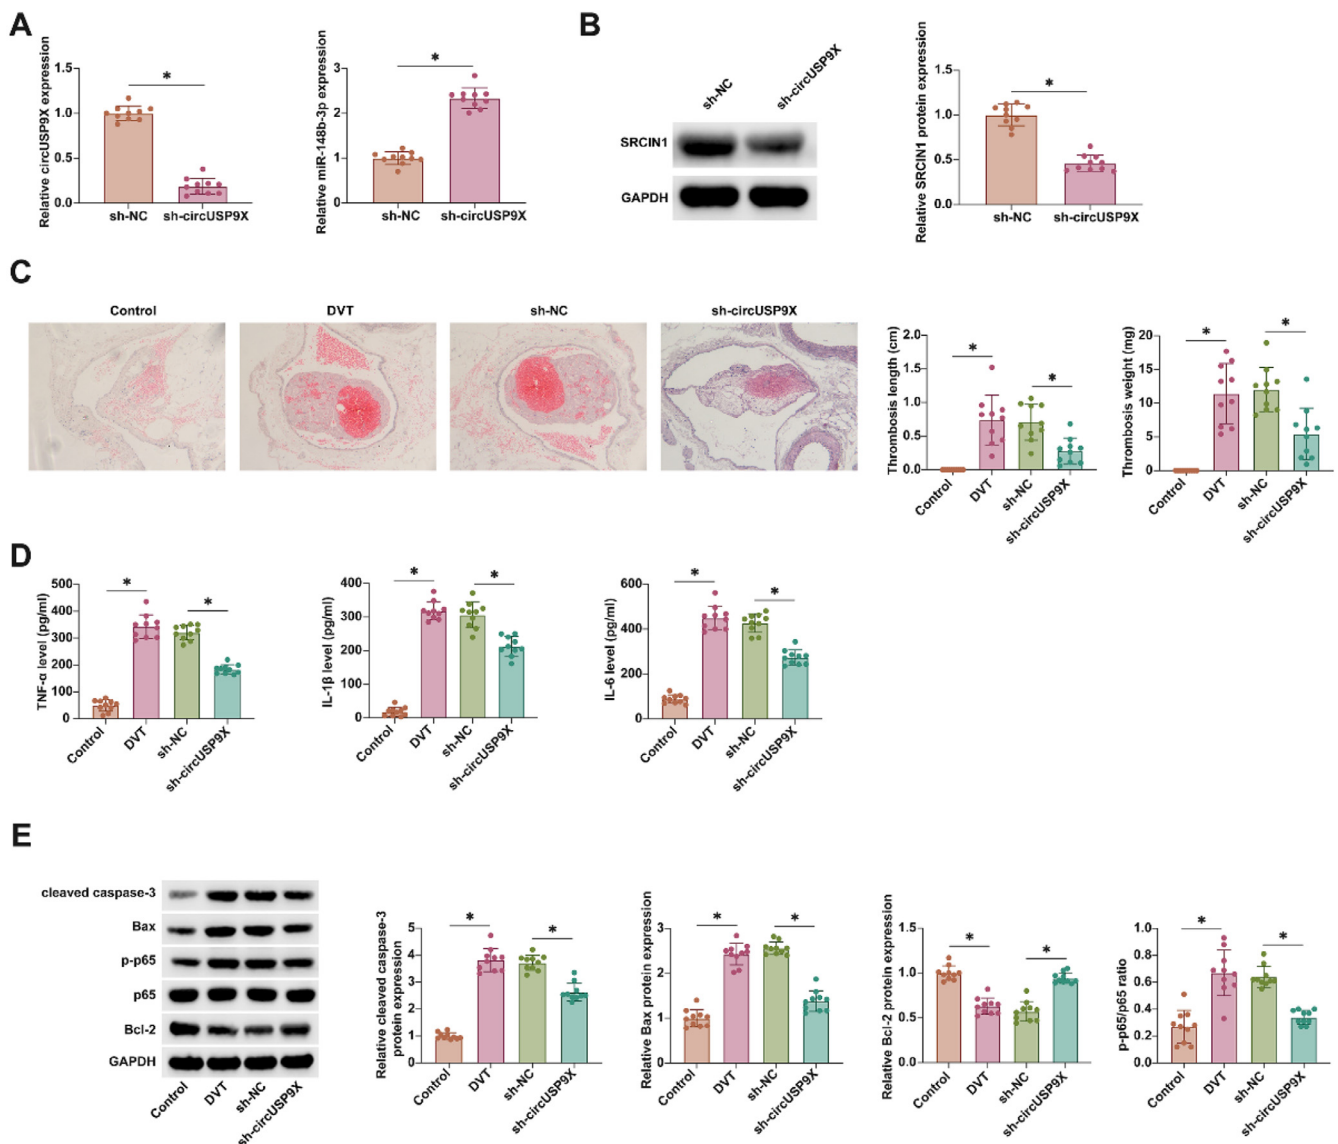 A
Relative circUSP9X expression
1.5
1.0
0.5
0.0
*
sh-NC
sh-circUSP9X
Relative miR-148b-3p expression
3
2
1
0
*
sh-NC
sh-circUSP9X
B
sh-NC
sh-circUSP9X
SRCIN1
GAPDH
Relative SRCIN1 protein expression
1.5
1.0
0.5
0.0
*
sh-NC
sh-circUSP9X
C
Control
DVT
sh-NC
sh-circUSP9X
Thrombosis length (cm)
2.0
1.5
1.0
0.5
0.0
*
*
Control
DVT
sh-NC
sh-circUSP9X
Thrombosis weight (mg)
20
15
10
5
0
*
*
Control
DVT
sh-NC
sh-circUSP9X
D
TNF-α level (pg/ml)
500
400
300
200
100
0
*
*
Control
DVT
sh-NC
sh-circUSP9X
IL-1β level (pg/ml)
400
300
200
100
0
*
*
Control
DVT
sh-NC
sh-circUSP9X
IL-6 level (pg/ml)
600
400
200
0
*
*
Control
DVT
sh-NC
sh-circUSP9X
E
cleaved caspase-3
Bax
p-p65
p65
Bcl-2
GAPDH
Control
DVT
sh-NC
sh-circUSP9X
Relative cleaved caspase-3
protein expression
5
4
3
2
1
0
*
*
Control
DVT
sh-NC
sh-circUSP9X
Relative Bax protein expression
3
2
1
0
*
*
Control
DVT
sh-NC
sh-circUSP9X
Relative Bcl-2 protein expression
1.5
1.0
0.5
0.0
*
*
Control
DVT
sh-NC
sh-circUSP9X
p-p65/p65 ratio
1.0
0.8
0.6
0.4
0.2
0.0
*
*
Control
DVT
sh-NC
sh-circUSP9X